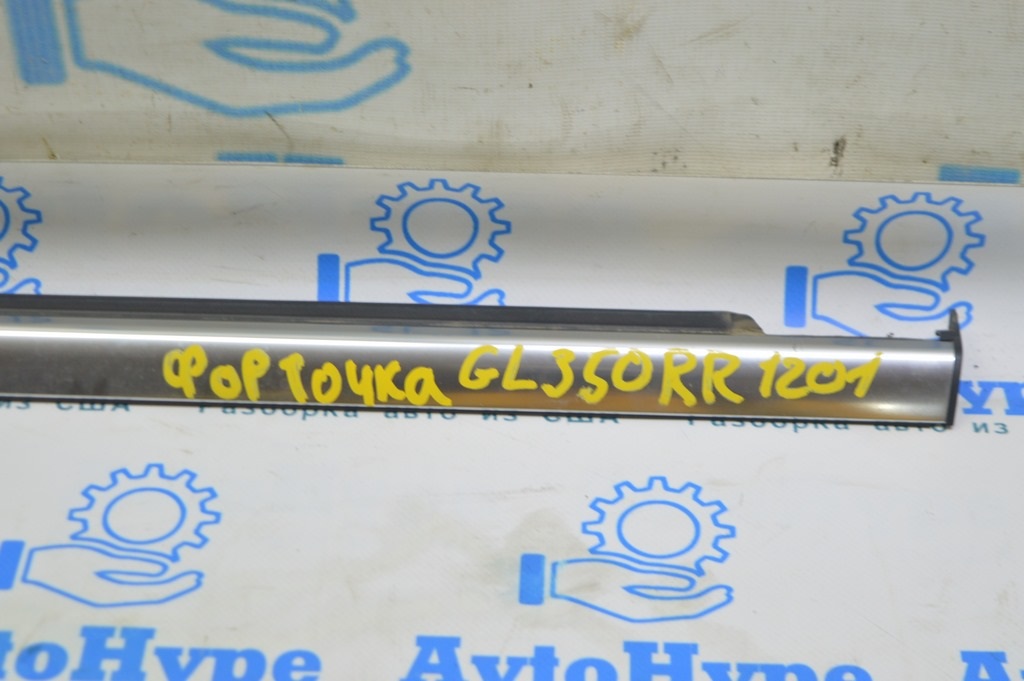 ФОРТОЧКА GL350RR 1201
из США Разборка авто из США Разборка авто из
AvtoHype AvtoHype